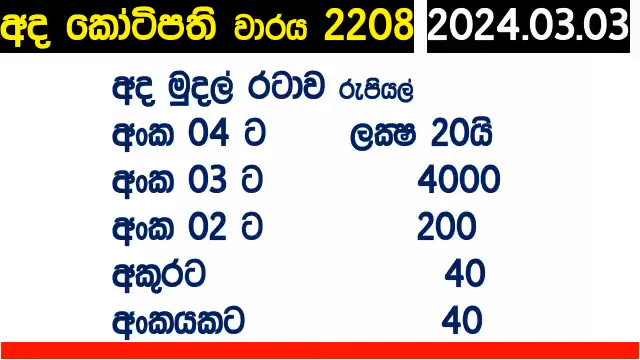 අද කෝටිපති වාරය 2208 2024.03.03
අද මුදල් රටාව රුපියල්
අංක 04 ට ලක්ෂ 20යි
අංක 03 ට 4000
අංක 02 ට 200
අකුරට 40
අංකයකට 40